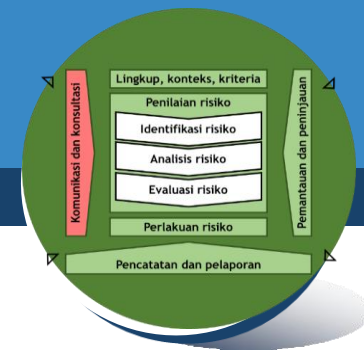 Komunikasi dan konsultasi
Lingkup, konteks, kriteria
Penilaian risiko
Identifikasi risiko
Analisis risiko
Evaluasi risiko
Perlakuan risiko
Pemantauan dan peninjauan
Pencatatan dan pelaporan